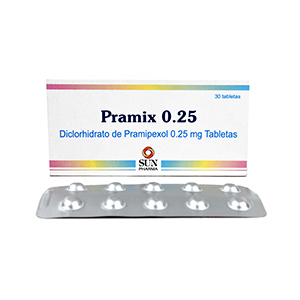 30 tabletas
Pramix 0.25
Diclorhidrato de Pramipexol 0.25 mg Tabletas
SUN
PHARMA